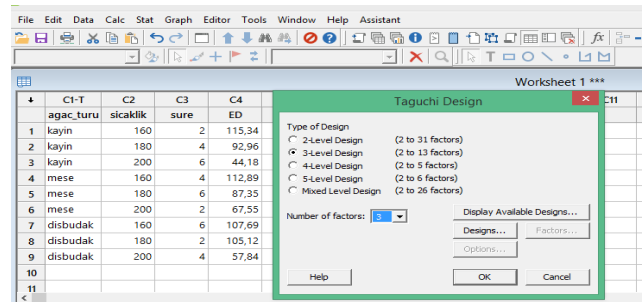 File Edit Data Calc Stat Graph Editor Tools Window Help Assistant
fx
Worksheet 1 ***
C1-T C2 C3 C4 C11
agac_turu sicaklik sure ED
1 kayin 160 2 115,34
2 kayin 180 4 92,96
3 kayin 200 6 44,18
4 mese 160 4 112,89
5 mese 180 6 87,35
6 mese 200 2 67,55
7 disbudak 160 6 107,69
8 disbudak 180 2 105,12
9 disbudak 200 4 57,84
10
11
Taguchi Design
Type of Design
2-Level Design (2 to 31 factors)
3-Level Design (2 to 13 factors)
4-Level Design (2 to 5 factors)
5-Level Design (2 to 6 factors)
Mixed Level Design (2 to 26 factors)
Number of factors: 3
Display Available Designs...
Designs... Factors...
Options...
Help OK Cancel